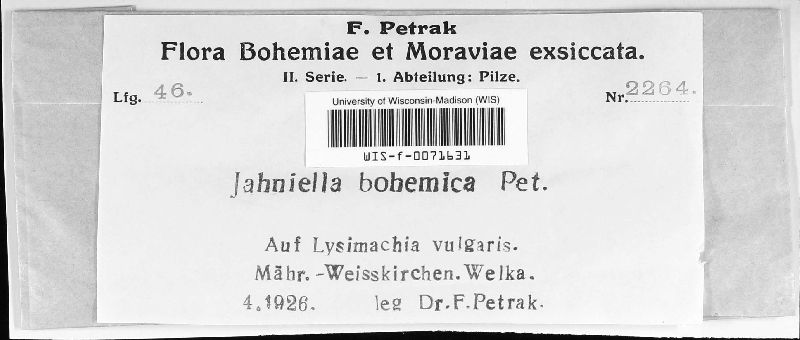 F. Petrak
Flora Bohemiae et Moraviae exsiccata.
II. Serie. — 1. Abteilung: Pilze.
Lfg. 46.
Nr. 2264.
University of Wisconsin-Madison (WIS)
WIS-f-0071631
Jahniella bohemica Pet.
Auf Lysimachia vulgaris.
Mähr.-Weisskirchen.Welka.
4.1926. leg Dr.F.Petrak.